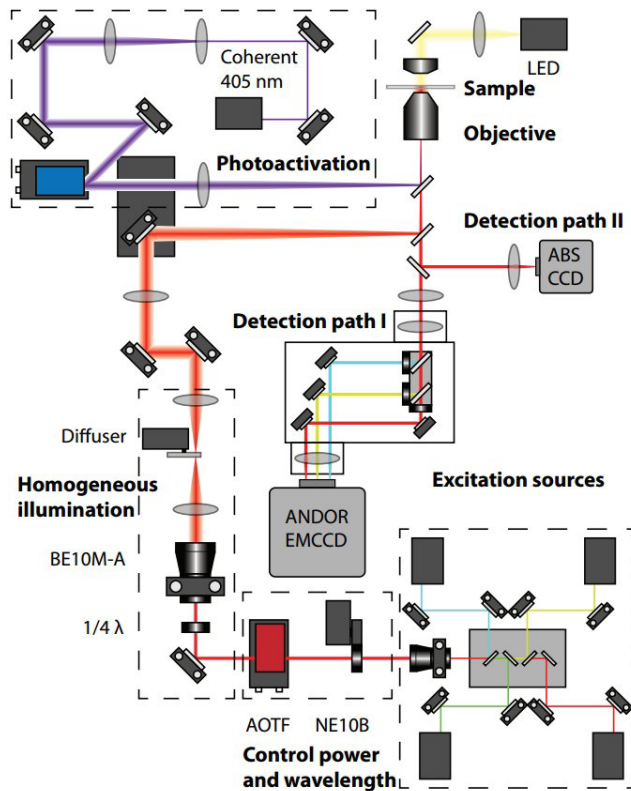 Coherent
405 nm
LED
Sample
Objective
Photoactivation
Detection path II
ABS
CCD
Detection path I
Diffuser
Homogeneous
illumination
Excitation sources
ANDOR
EMCCD
BE10M-A
1/4 λ
AOTF
NE10B
Control power
and wavelength